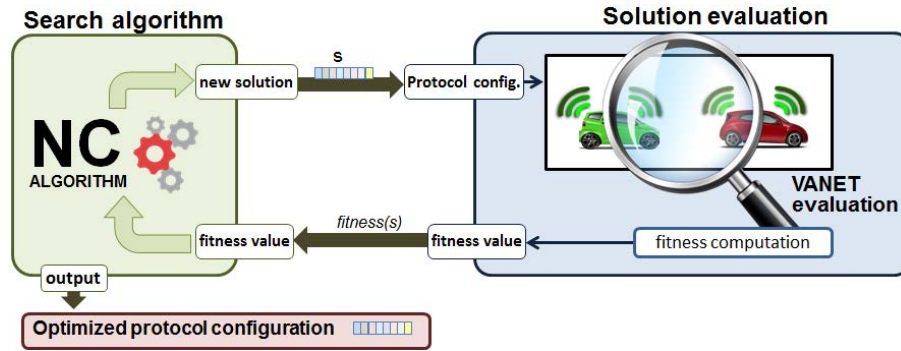 Search algorithm
Solution evaluation
new solution
s
Protocol config.
NC
ALGORITHM
VANET
evaluation
fitness value
fitness(s)
fitness value
fitness computation
output
Optimized protocol configuration